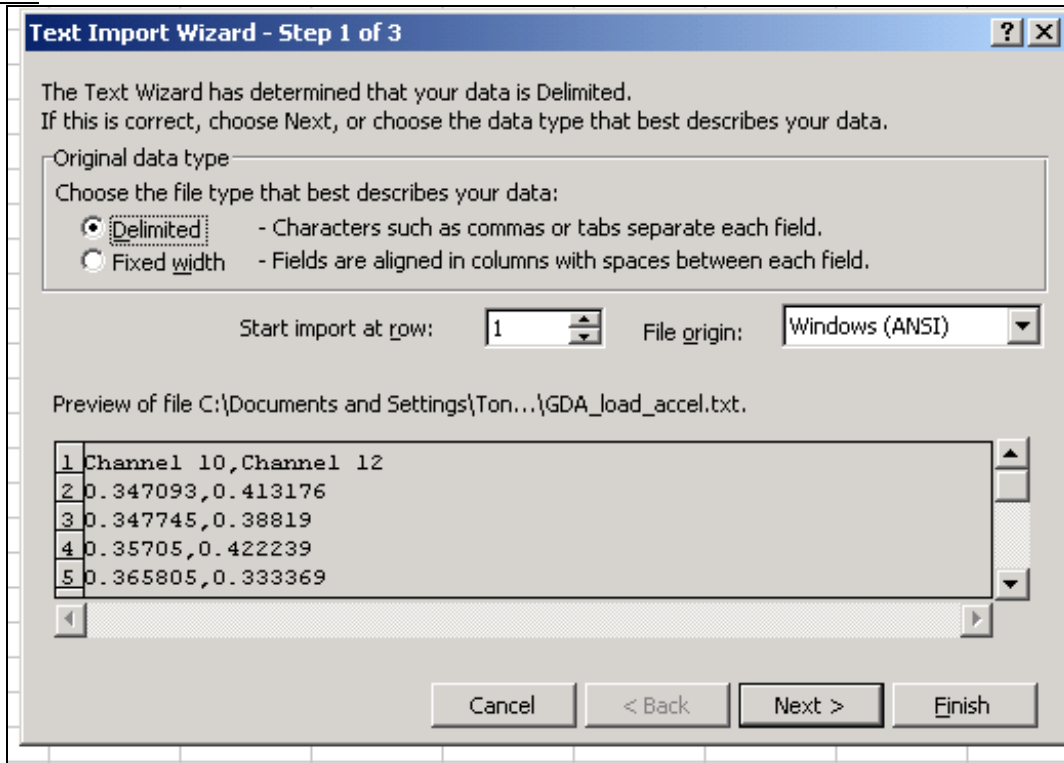 Text Import Wizard - Step 1 of 3
The Text Wizard has determined that your data is Delimited.
If this is correct, choose Next, or choose the data type that best describes your data.
Original data type
Choose the file type that best describes your data:
Delimited - Characters such as commas or tabs separate each field.
Fixed width - Fields are aligned in columns with spaces between each field.
Start import at row: 1 File origin: Windows (ANSI)
Preview of file C:\Documents and Settings\Ton...\GDA_load_accel.txt.
1 Channel 10,Channel 12
2 0.347093,0.413176
3 0.347745,0.38819
4 0.35705,0.422239
5 0.365805,0.333369
Cancel < Back Next > Finish